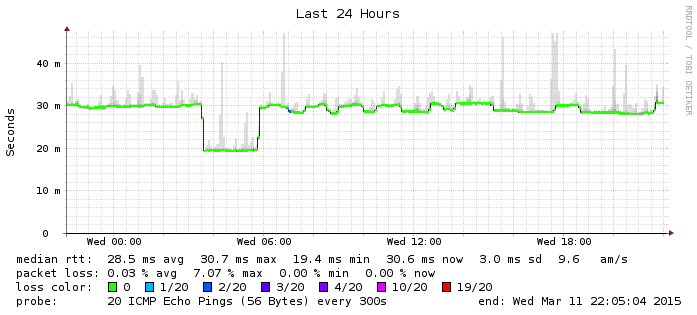 Last 24 Hours
RRDTOOL / TOBI OETIKER
Seconds
40 m
30 m
20 m
10 m
0
Wed 00:00 Wed 06:00 Wed 12:00 Wed 18:00
median rtt: 28.5 ms avg 30.7 ms max 19.4 ms min 30.6 ms now 3.0 ms sd 9.6 am/s
packet loss: 0.03 % avg 7.07 % max 0.00 % min 0.00 % now
loss color: 0 1/20 2/20 3/20 4/20 10/20 19/20
probe: 20 ICMP Echo Pings (56 Bytes) every 300s end: Wed Mar 11 22:05:04 2015